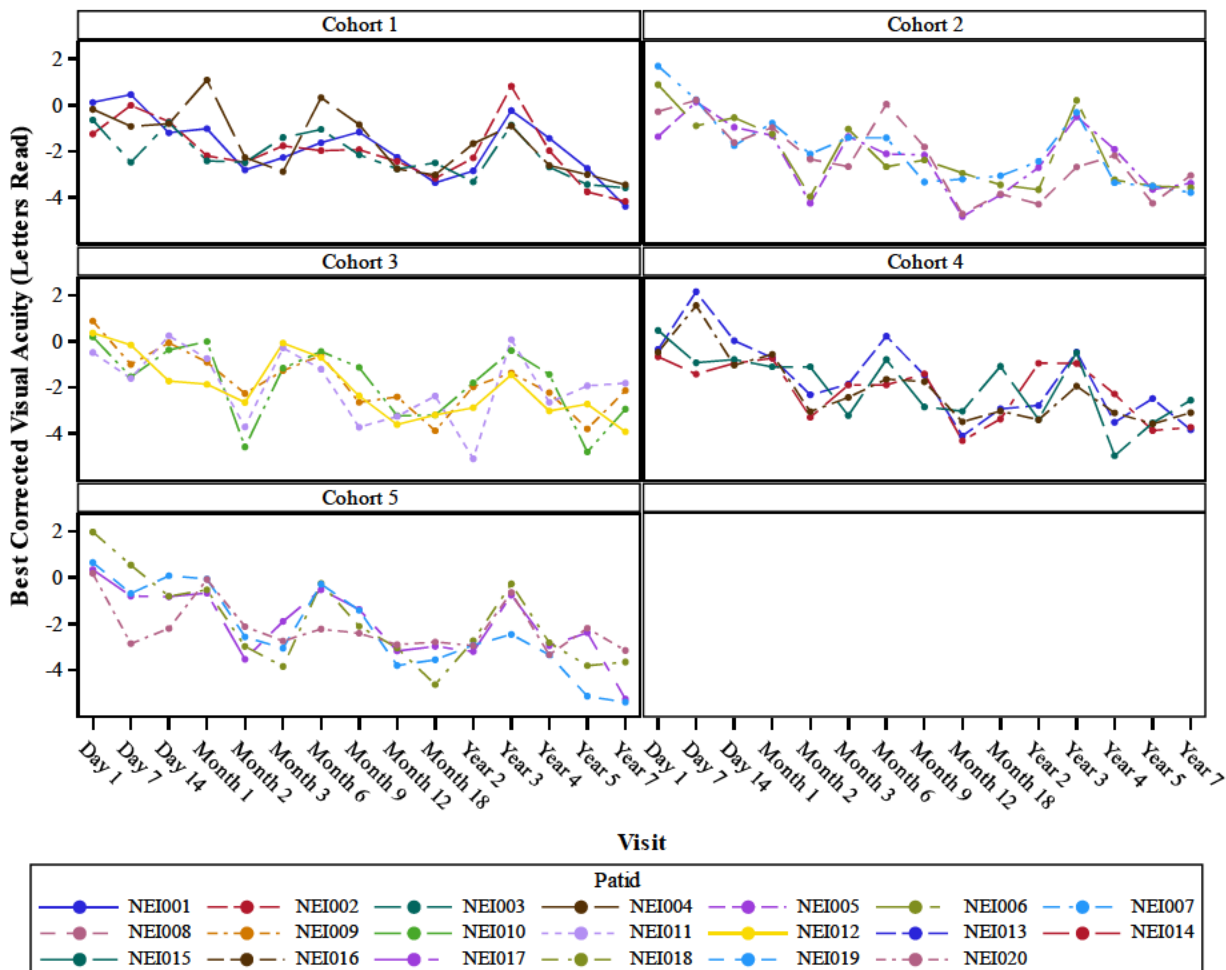 Cohort 1
Cohort 2
2
0
-2
-4
Cohort 3
Cohort 4
2
0
-2
-4
Cohort 5
2
0
-2
-4
Best Corrected Visual Acuity (Letters Read)
Day 1 Day 7 Day 14 Month 1 Month 2 Month 3 Month 6 Month 9 Month 12 Month 18 Year 2 Year 3 Year 4 Year 5 Year 7
Day 1 Day 7 Day 14 Month 1 Month 2 Month 3 Month 6 Month 9 Month 12 Month 18 Year 2 Year 3 Year 4 Year 5 Year 7
Visit
Patid
NEI001 NEI002 NEI003 NEI004 NEI005 NEI006 NEI007
NEI008 NEI009 NEI010 NEI011 NEI012 NEI013 NEI014
NEI015 NEI016 NEI017 NEI018 NEI019 NEI020